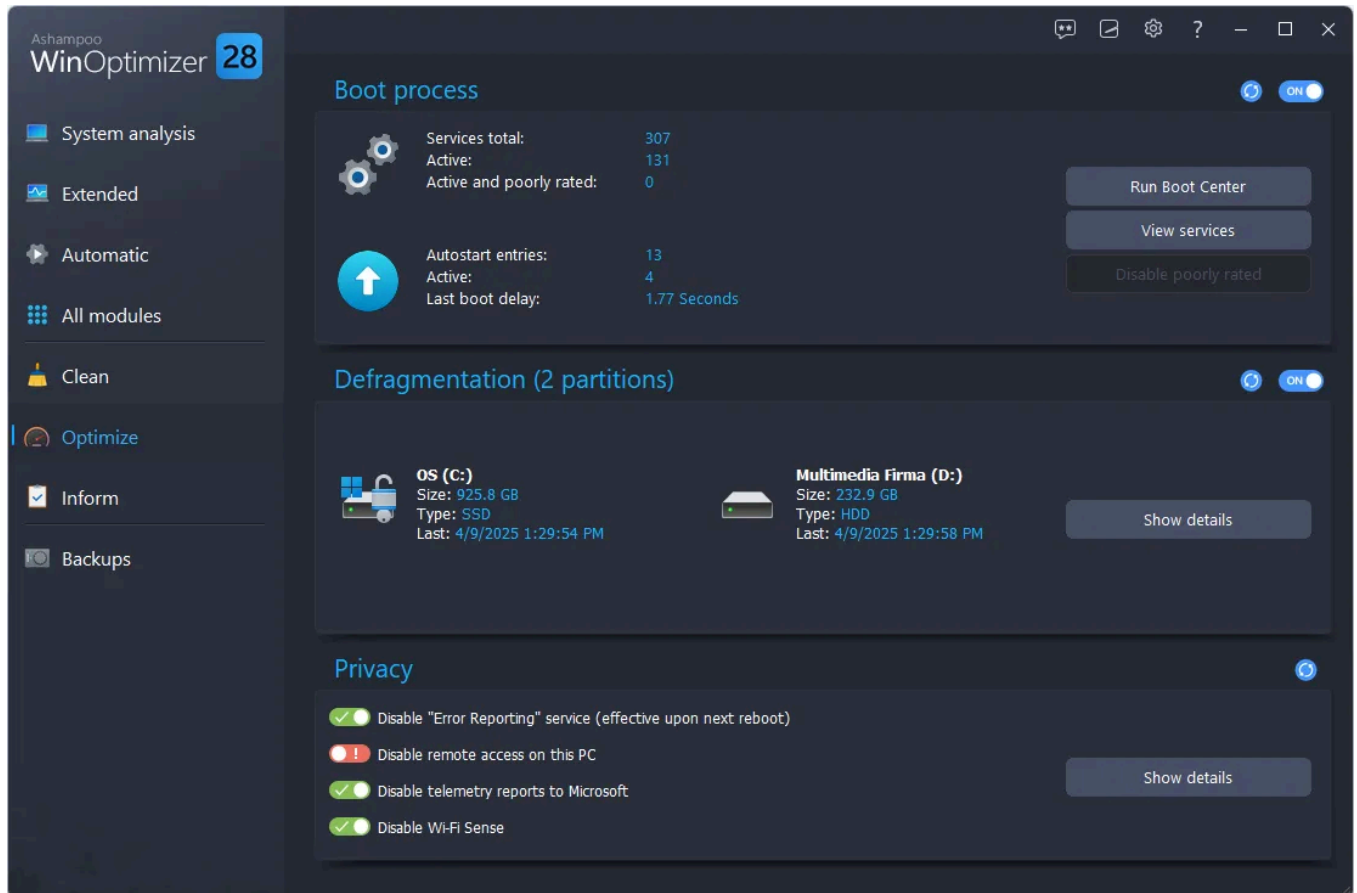 Ashampoo
WinOptimizer 28
System analysis
Extended
Automatic
All modules
Clean
Optimize
Inform
Backups
?
Boot process
ON
Services total: 307
Active: 131
Active and poorly rated: 0
Autostart entries: 13
Active: 4
Last boot delay: 1.77 Seconds
Run Boot Center
View services
Disable poorly rated
Defragmentation (2 partitions)
ON
OS (C:)
Size: 925.8 GB
Type: SSD
Last: 4/9/2025 1:29:54 PM
Multimedia Firma (D:)
Size: 232.9 GB
Type: HDD
Last: 4/9/2025 1:29:58 PM
Show details
Privacy
Disable "Error Reporting" service (effective upon next reboot)
! Disable remote access on this PC
Disable telemetry reports to Microsoft
Disable Wi-Fi Sense
Show details